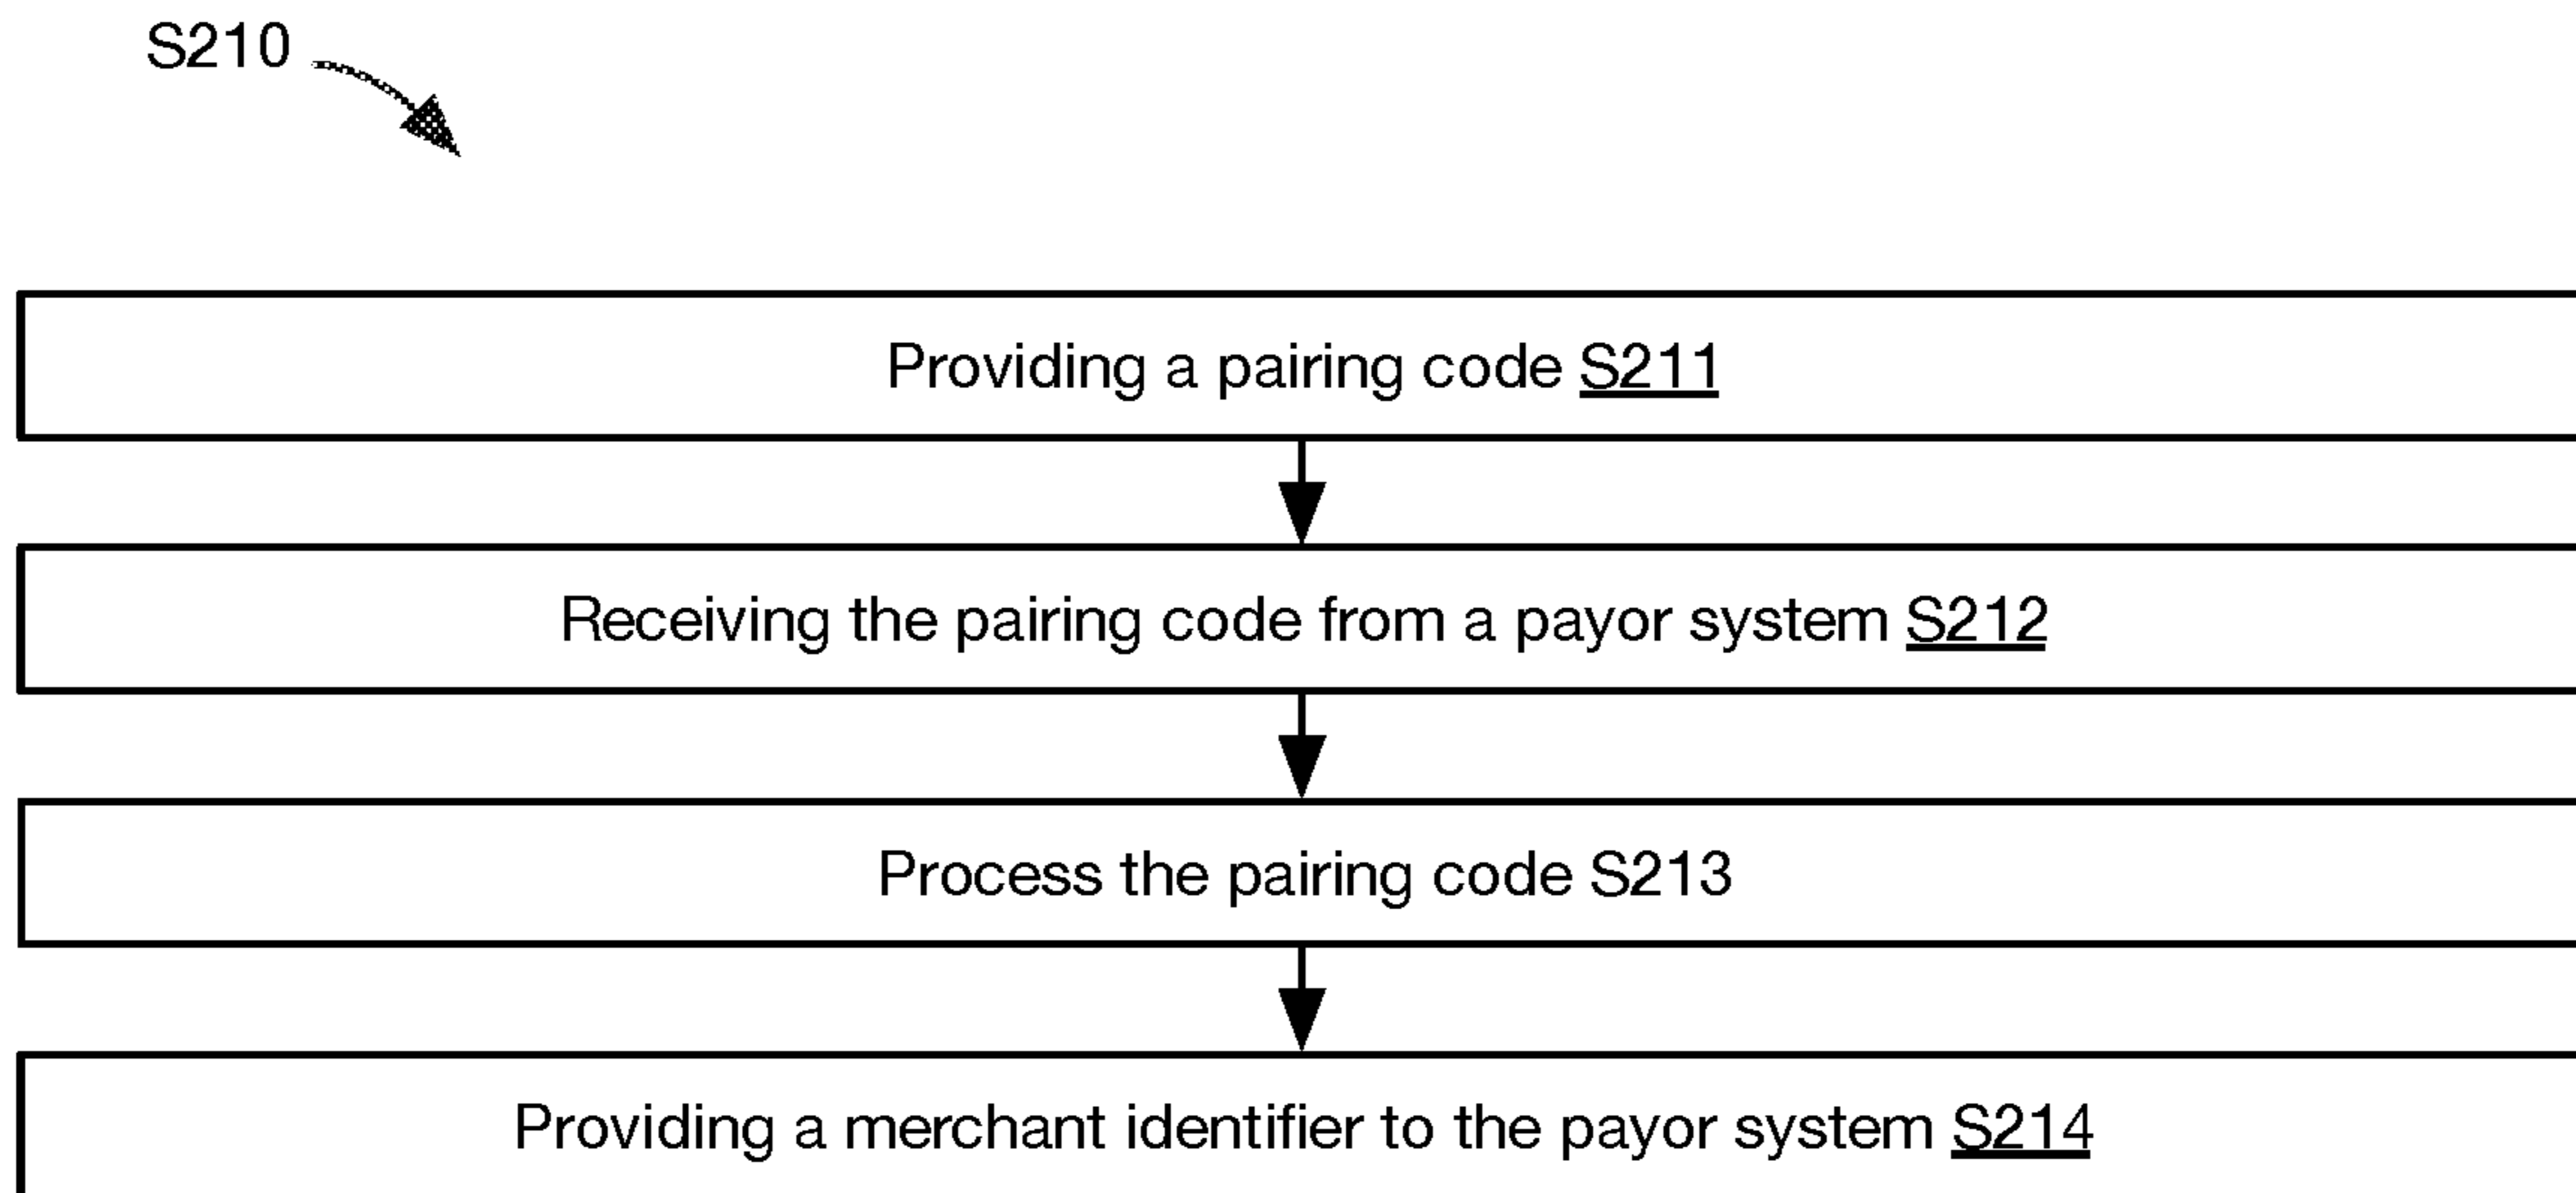 S210
Providing a pairing code S211
Receiving the pairing code from a payor system S212
Process the pairing code S213
Providing a merchant identifier to the payor system S214